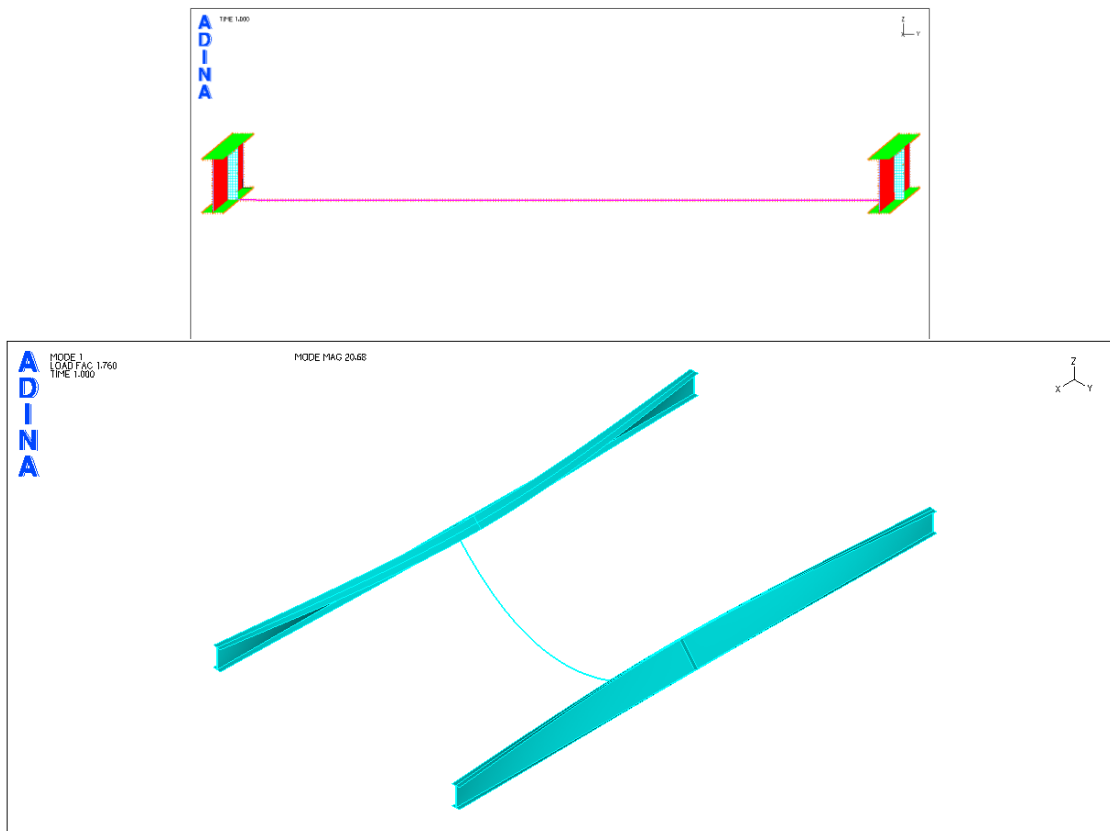 ADINA
TIME 1.000
Z
X Y
ADINA
MODE 1
LOAD FAC 1.760
TIME 1.000
MODE MAG 20.68
Z
X Y